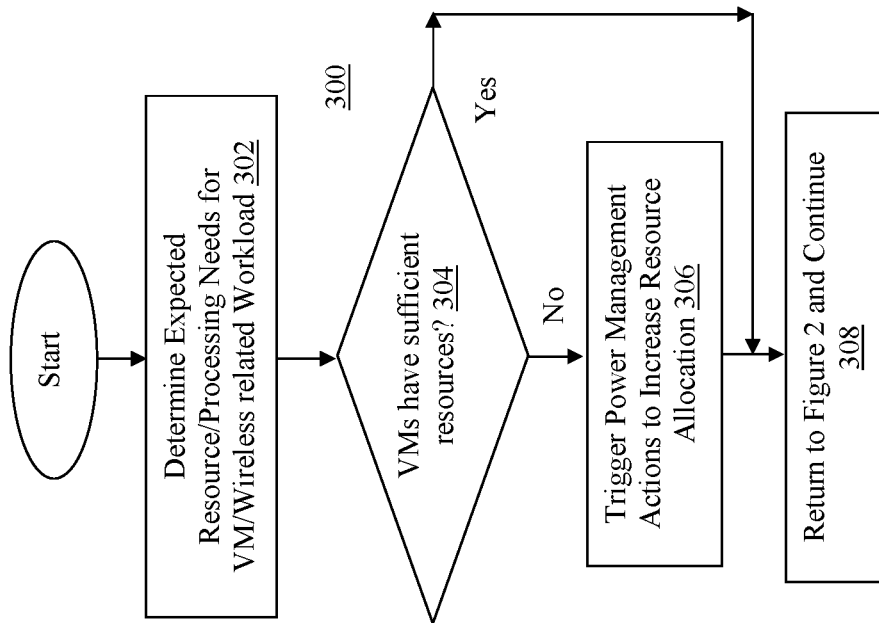 Start
Determine Expected
Resource/Processing Needs for
VM/Wireless related Workload 302
300
VMs have sufficient
resources? 304
Yes
No
Trigger Power Management
Actions to Increase Resource
Allocation 306
Return to Figure 2 and Continue
308